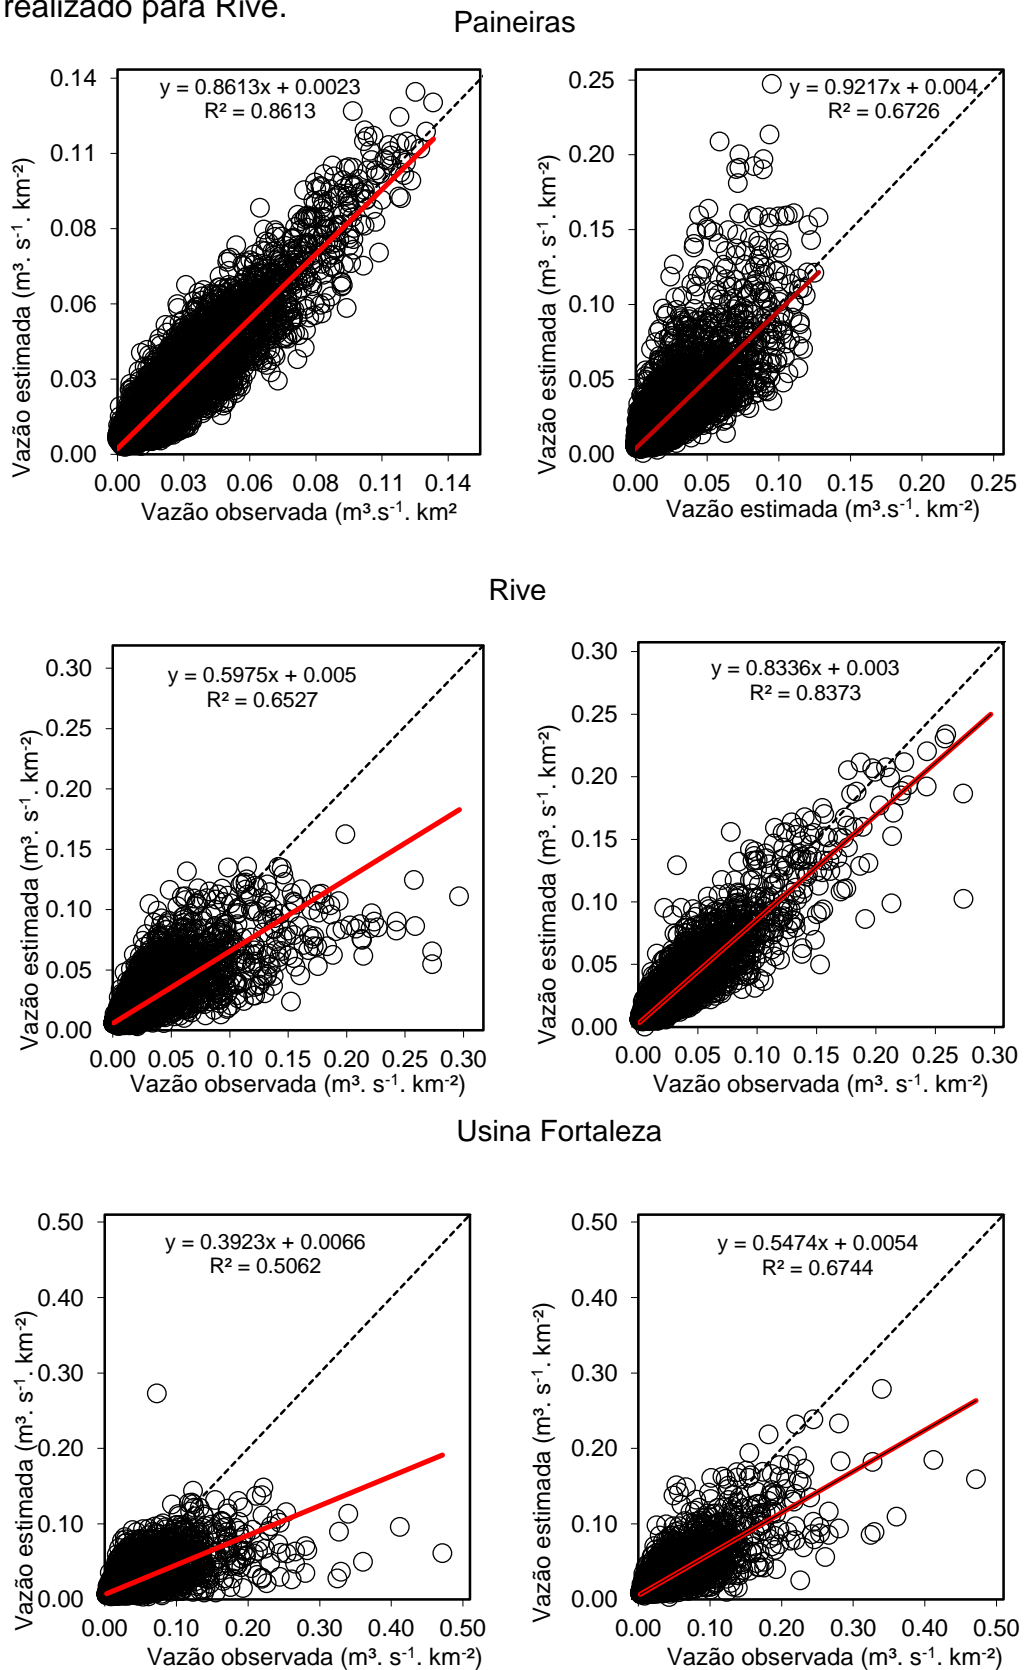 realizado para Rive.
Paineiras
y = 0.8613x + 0.0023
R² = 0.8613
0.14
0.11
0.08
0.06
0.03
0.00
Vazão estimada (m³. s⁻¹. km⁻²)
0.00 0.03 0.06 0.08 0.11 0.14
Vazão observada (m³.s⁻¹. km²
y = 0.9217x + 0.004
R² = 0.6726
0.25
0.20
0.15
0.10
0.05
0.00
Vazão estimada (m³. s⁻¹. km⁻²)
0.00 0.05 0.10 0.15 0.20 0.25
Vazão estimada (m³.s⁻¹. km⁻²)
Rive
y = 0.5975x + 0.005
R² = 0.6527
0.30
0.25
0.20
0.15
0.10
0.05
0.00
Vazão estimada (m³. s⁻¹. km⁻²)
0.00 0.05 0.10 0.15 0.20 0.25 0.30
Vazão observada (m³. s⁻¹. km⁻²)
y = 0.8336x + 0.003
R² = 0.8373
0.30
0.25
0.20
0.15
0.10
0.05
0.00
Vazão estimada (m³. s⁻¹. km⁻²)
0.00 0.05 0.10 0.15 0.20 0.25 0.30
Vazão observada (m³. s⁻¹. km⁻²)
Usina Fortaleza
y = 0.3923x + 0.0066
R² = 0.5062
0.50
0.40
0.30
0.20
0.10
0.00
Vazão estimada (m³. s⁻¹. km⁻²)
0.00 0.10 0.20 0.30 0.40 0.50
Vazão observada (m³. s⁻¹. km⁻²)
y = 0.5474x + 0.0054
R² = 0.6744
0.50
0.40
0.30
0.20
0.10
0.00
Vazão estimada (m³. s⁻¹. km⁻²)
0.00 0.10 0.20 0.30 0.40 0.50
Vazão observada (m³. s⁻¹. km⁻²)